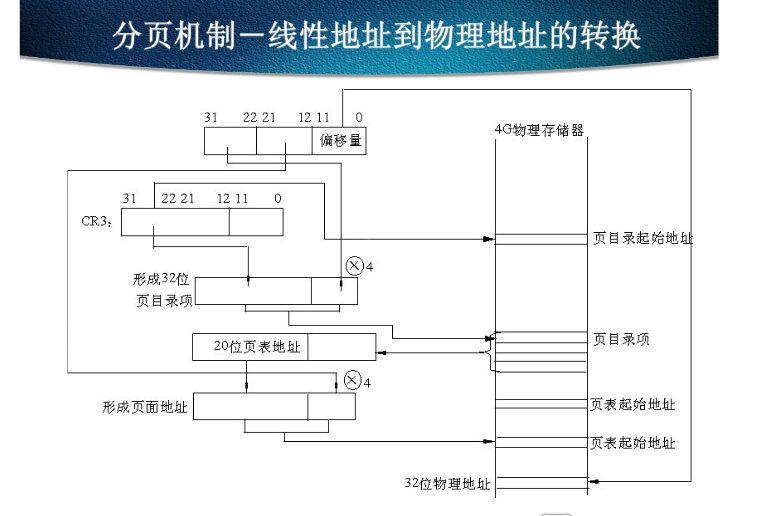 分页机制－线性地址到物理地址的转换
31 22 21 12 11 0
偏移量
4G物理存储器
31 22 21 12 11 0
CR3:
页目录起始地址
形成32位
页目录项
⊗4
20位页表地址
页目录项
⊗4
形成页面地址
页表起始地址
页表起始地址
32位物理地址